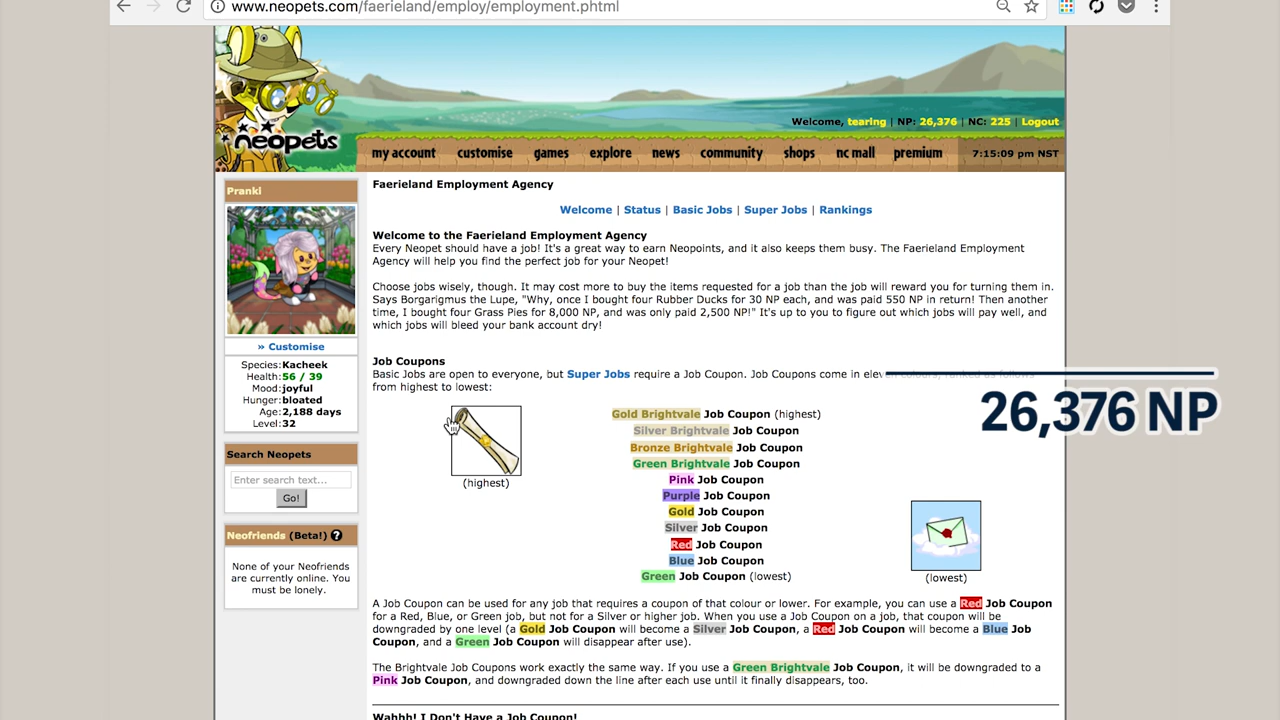 www.neopets.com/faerieland/employ/employment.phtml
neopets
Welcome, tearing | NP: 26,376 | NC: 225 | Logout
my account customise games explore news community shops nc mall premium 7:15:09 pm NST
Pranki
» Customise
Species: Kacheek
Health: 56 / 39
Mood: joyful
Hunger: bloated
Age: 2,188 days
Level: 32
Search Neopets
Enter search text...
Go!
Neofriends (Beta!) ?
None of your Neofriends
are currently online. You
must be lonely.
Faerieland Employment Agency
Welcome | Status | Basic Jobs | Super Jobs | Rankings
Welcome to the Faerieland Employment Agency
Every Neopet should have a job! It's a great way to earn Neopoints, and it also keeps them busy. The Faerieland Employment
Agency will help you find the perfect job for your Neopet!
Choose jobs wisely, though. It may cost more to buy the items requested for a job than the job will reward you for turning them in.
Says Borgarigmus the Lupe, "Why, once I bought four Rubber Ducks for 30 NP each, and was paid 550 NP in return! Then another
time, I bought four Grass Pies for 8,000 NP, and was only paid 2,500 NP!" It's up to you to figure out which jobs will pay well, and
which jobs will bleed your bank account dry!
Job Coupons
Basic Jobs are open to everyone, but Super Jobs require a Job Coupon. Job Coupons come in eleven colours, ranked as follows
from highest to lowest:
26,376 NP
(highest)
Gold Brightvale Job Coupon (highest)
Silver Brightvale Job Coupon
Bronze Brightvale Job Coupon
Green Brightvale Job Coupon
Pink Job Coupon
Purple Job Coupon
Gold Job Coupon
Silver Job Coupon
Red Job Coupon
Blue Job Coupon
Green Job Coupon (lowest)
(lowest)
A Job Coupon can be used for any job that requires a coupon of that colour or lower. For example, you can use a Red Job Coupon
for a Red, Blue, or Green job, but not for a Silver or higher job. When you use a Job Coupon on a job, that coupon will be
downgraded by one level (a Gold Job Coupon will become a Silver Job Coupon, a Red Job Coupon will become a Blue Job
Coupon, and a Green Job Coupon will disappear after use).
The Brightvale Job Coupons work exactly the same way. If you use a Green Brightvale Job Coupon, it will be downgraded to a
Pink Job Coupon, and downgraded down the line after each use until it finally disappears, too.
Wahhh! I Don't Have a Job Coupon!